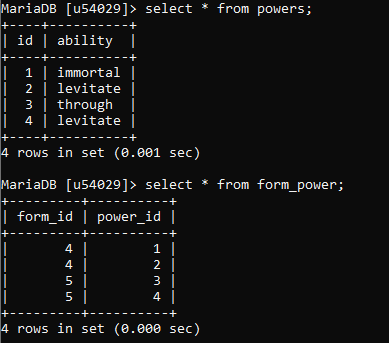 MariaDB [u54029]> select * from powers;
+----+----------+
| id | ability  |
+----+----------+
|  1 | immortal |
|  2 | levitate |
|  3 | through  |
|  4 | levitate |
+----+----------+
4 rows in set (0.001 sec)

MariaDB [u54029]> select * from form_power;
+---------+----------+
| form_id | power_id |
+---------+----------+
|       4 |        1 |
|       4 |        2 |
|       5 |        3 |
|       5 |        4 |
+---------+----------+
4 rows in set (0.000 sec)